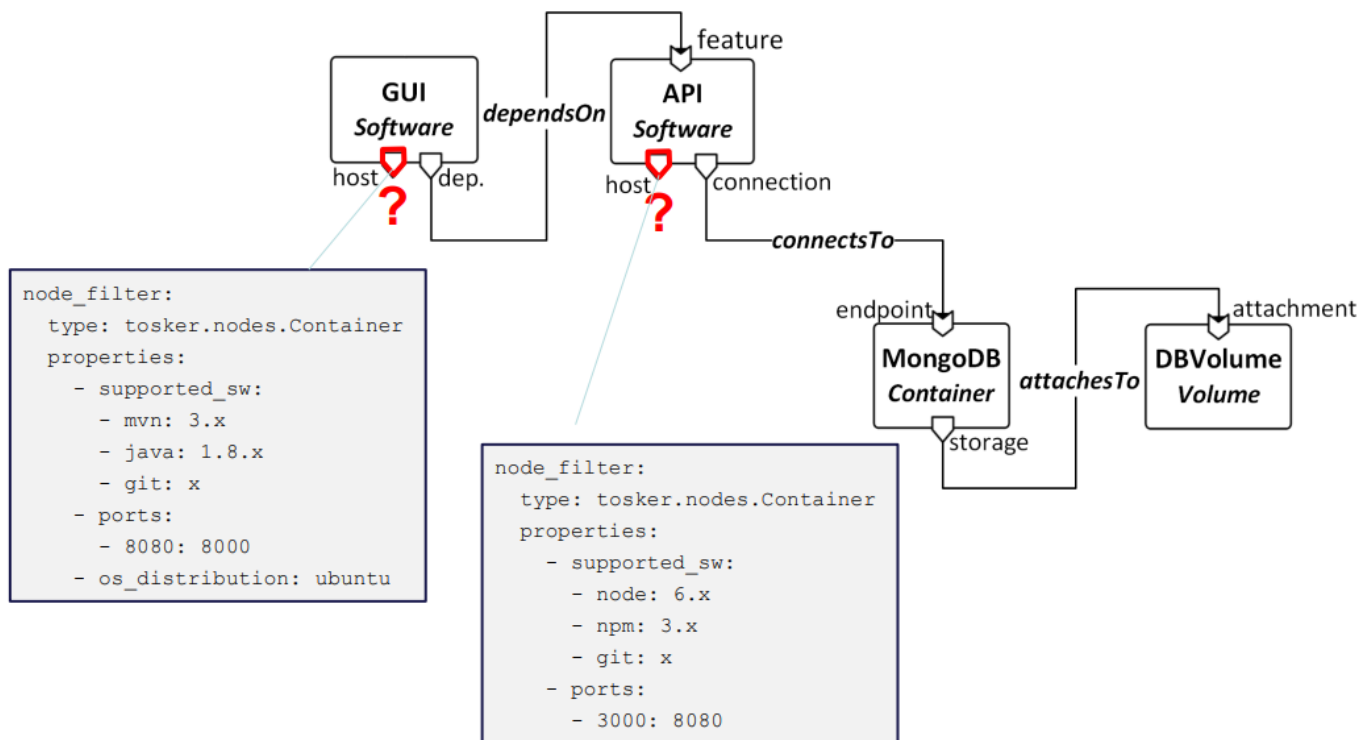 feature
GUI
Software
dependsOn
API
Software
host
?
dep.
host
?
connection
connectsTo
endpoint
MongoDB
Container
storage
attachesTo
attachment
DBVolume
Volume
node_filter:
  type: tosker.nodes.Container
  properties:
    - supported_sw:
      - mvn: 3.x
      - java: 1.8.x
      - git: x
    - ports:
      - 8080: 8000
    - os_distribution: ubuntu
node_filter:
  type: tosker.nodes.Container
  properties:
    - supported_sw:
      - node: 6.x
      - npm: 3.x
      - git: x
    - ports:
      - 3000: 8080